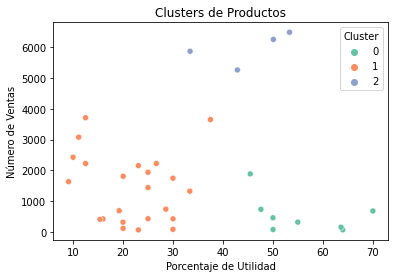 Clusters de Productos
Cluster
0
1
2
6000
5000
4000
3000
2000
1000
0
Número de Ventas
10 20 30 40 50 60 70
Porcentaje de Utilidad